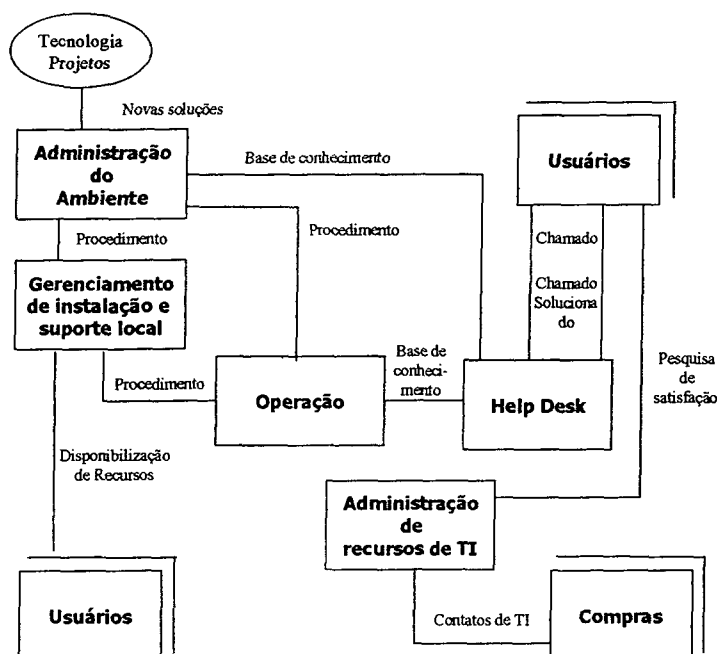 Tecnologia
Projetos
Novas soluções
Administração
do
Ambiente
Base de conhecimento
Usuários
Procedimento
Procedimento
Chamado
Gerenciamento
de instalação e
suporte local
Chamado
Soluciona
do
Base de
conheci-
mento
Pesquisa
de
satisfação
Procedimento
Operação
Help Desk
Disponibilização
de Recursos
Administração
de
recursos de TI
Usuários
Contatos de TI
Compras